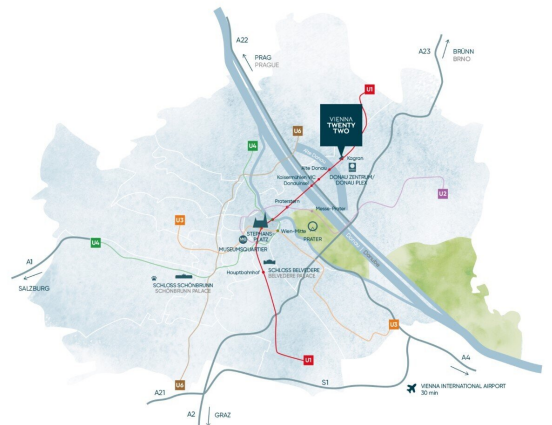 A22
A23
PRAG
PRAGUE
BRÜNN
BRNO
U1
VIENNA
TWENTY
TWO
U6
U4
Kagran
Alte Donau
DONAU ZENTRUM/
DONAU PLEX
Kaisermühlen VIC
Donauinsel
U2
Praterstern
Messe-Prater
U3
STEPHANS-
PLATZ
Wien-Mitte
PRATER
U4
MUSEUMSQUARTIER
A1
SALZBURG
SCHLOSS SCHÖNBRUNN
SCHÖNBRUNN PALACE
Hauptbahnhof
SCHLOSS BELVEDERE
BELVEDERE PALACE
U3
U1
A4
U6
A21
S1
VIENNA INTERNATIONAL AIRPORT
30 min
A2
GRAZ